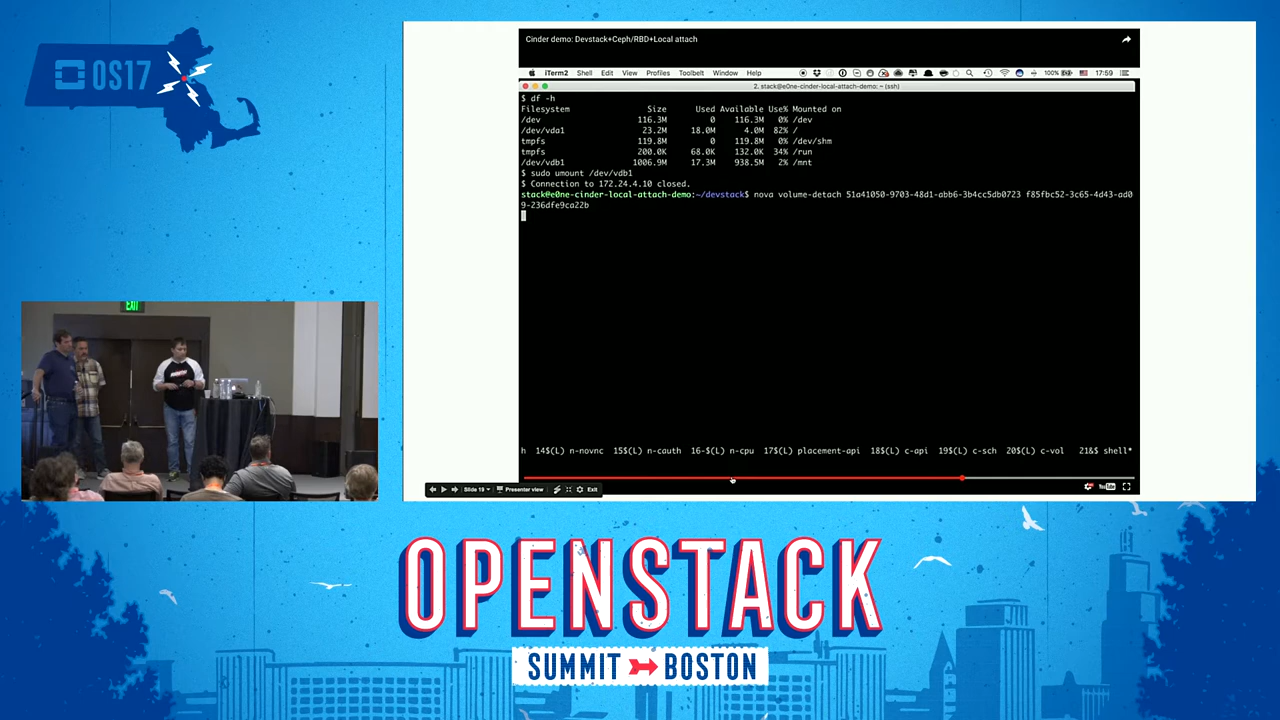 OS17
EXIT
Cinder demo: Devstack+Ceph/RBD+Local attach
iTerm2 Shell Edit View Profiles Toolbelt Window Help 100% 17:59
2. stack@e0ne-cinder-local-attach-demo: ~ (ssh)
$ df -h
Filesystem Size Used Available Use% Mounted on
/dev 116.3M 0 116.3M 0% /dev
/dev/vda1 23.2M 18.0M 4.0M 82% /
tmpfs 119.8M 0 119.8M 0% /dev/shm
tmpfs 200.0K 68.0K 132.0K 34% /run
/dev/vdb1 1006.9M 17.3M 938.5M 2% /mnt
$ sudo umount /dev/vdb1
$ Connection to 172.24.4.10 closed.
stack@e0ne-cinder-local-attach-demo:~/devstack$ nova volume-detach 51a41050-9703-48d1-abb6-3b4cc5db0723 f85fbc52-3c65-4d43-ad0
9-236dfe9ca22b
h 14$(L) n-novnc 15$(L) n-cauth 16-$(L) n-cpu 17$(L) placement-api 18$(L) c-api 19$(L) c-sch 20$(L) c-vol 21&$ shell*
Slide 19 Presenter view Exit
YouTube
OPENSTACK
SUMMIT BOSTON